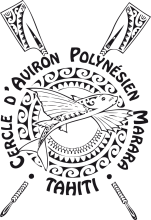 CERCLE D'AVIRON POLYNÉSIEN MARARA
• TAHITI •